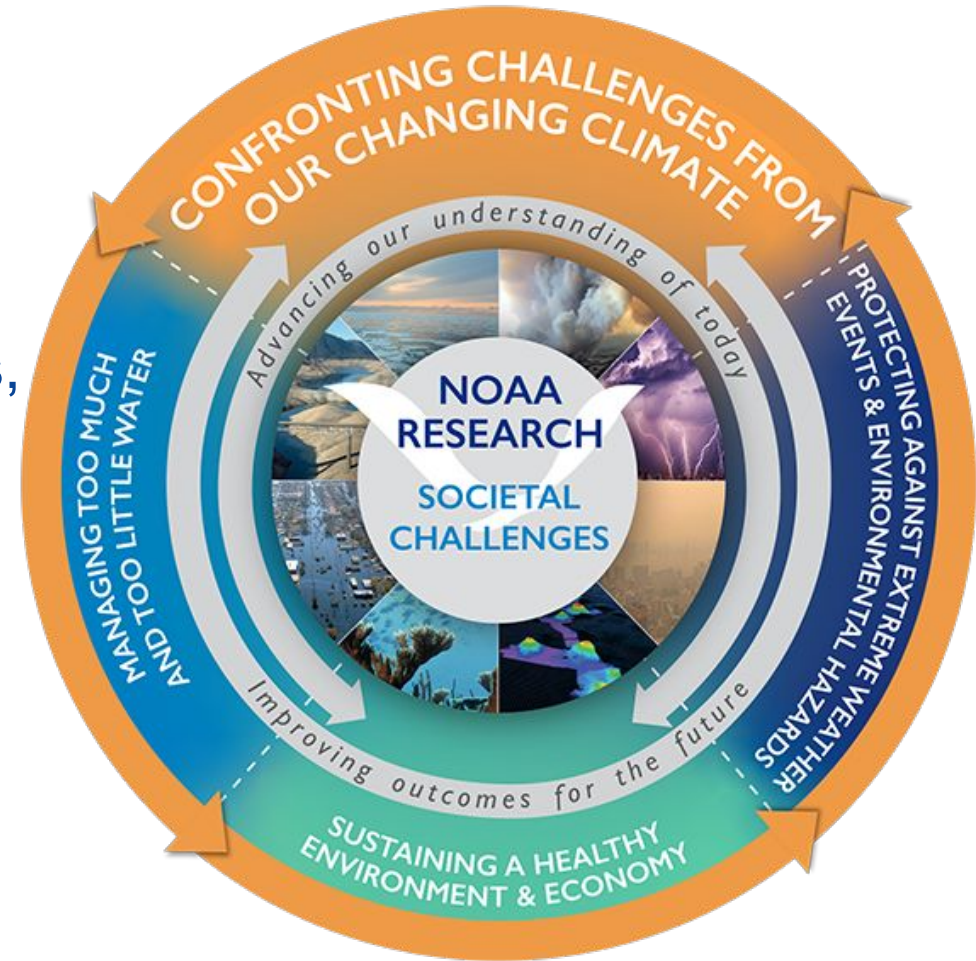 CONFRONTING CHALLENGES FROM
OUR CHANGING CLIMATE
Advancing our understanding of today
PROTECTING AGAINST EXTREME WEATHER
EVENTS & ENVIRONMENTAL HAZARDS
s,
MANAGING TOO MUCH
AND TOO LITTLE WATER
NOAA
RESEARCH
SOCIETAL
CHALLENGES
Improving outcomes for the future
SUSTAINING A HEALTHY
ENVIRONMENT & ECONOMY